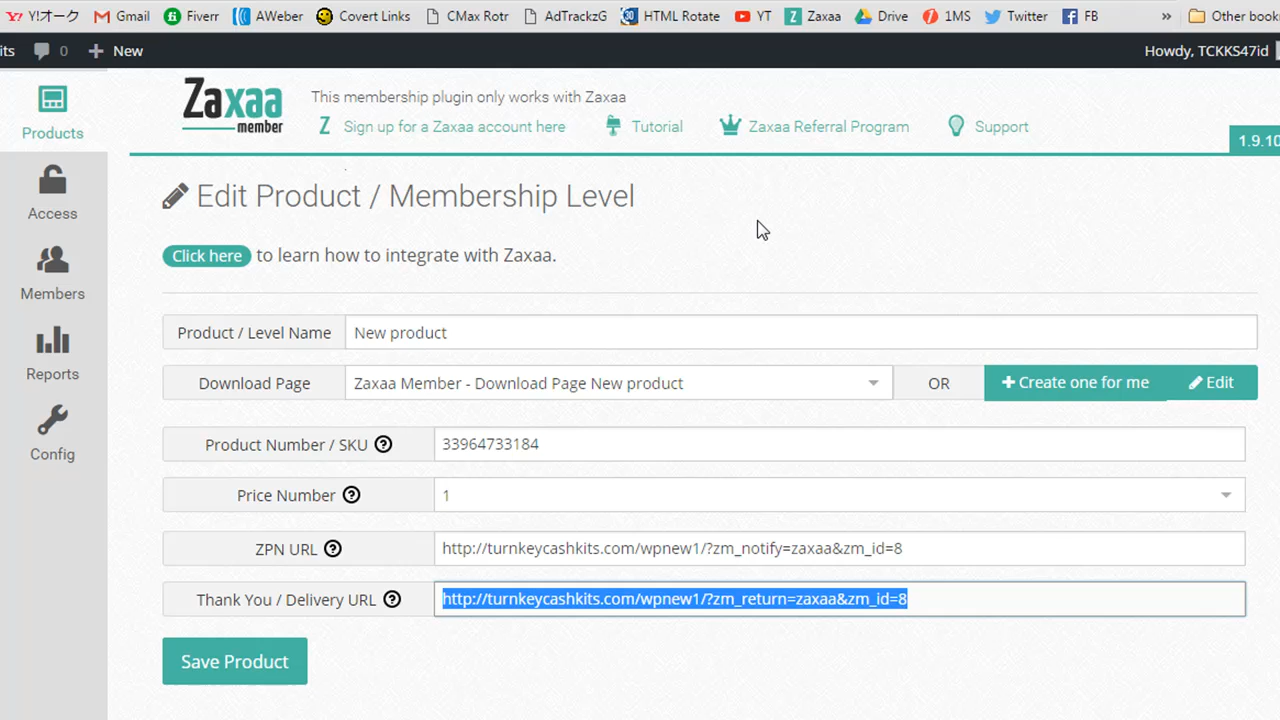 Y!オーク Gmail Fiverr AWeber Covert Links CMax Rotr AdTrackzG HTML Rotate YT Zaxaa Drive 1MS Twitter FB » Other book
its 0 New Howdy, TCKKS47id
Zaxaa member
This membership plugin only works with Zaxaa
Sign up for a Zaxaa account here Tutorial Zaxaa Referral Program Support
1.9.10
Products
Access
Members
Reports
Config
Edit Product / Membership Level
Click here to learn how to integrate with Zaxaa.
Product / Level Name New product
Download Page Zaxaa Member - Download Page New product OR + Create one for me Edit
Product Number / SKU ? 33964733184
Price Number ? 1
ZPN URL ? http://turnkeycashkits.com/wpnew1/?zm_notify=zaxaa&zm_id=8
Thank You / Delivery URL ? http://turnkeycashkits.com/wpnew1/?zm_return=zaxaa&zm_id=8
Save Product